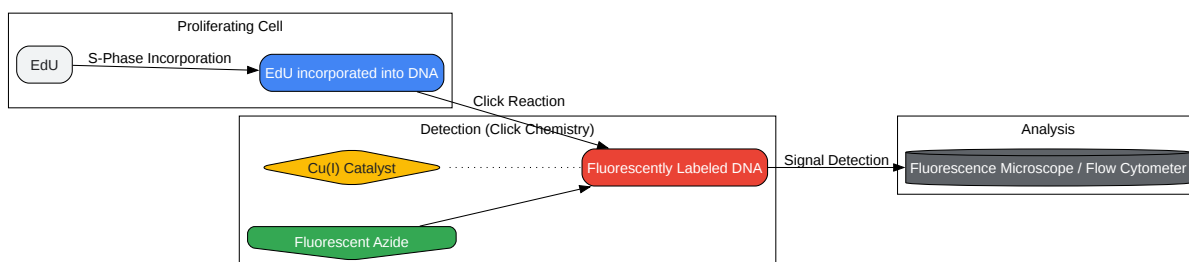 Proliferating Cell
EdU
S-Phase Incorporation
EdU incorporated into DNA
Click Reaction
Detection (Click Chemistry)
Cu(I) Catalyst
Fluorescently Labeled DNA
Fluorescent Azide
Signal Detection
Analysis
Fluorescence Microscope / Flow Cytometer